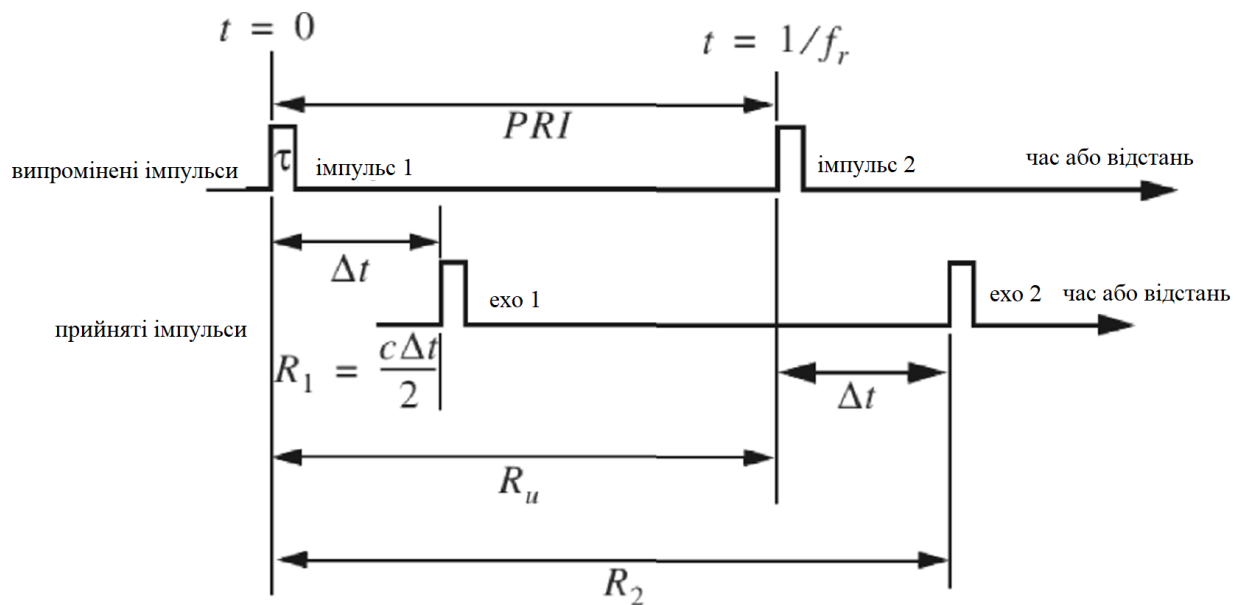 t = 0
t = 1/f_r
PRI
випромінені імпульси
τ
імпульс 1
імпульс 2
час або відстань
Δt
ехо 1
ехо 2
час або відстань
прийняті імпульси
R_1 = cΔt/2
Δt
R_u
R_2